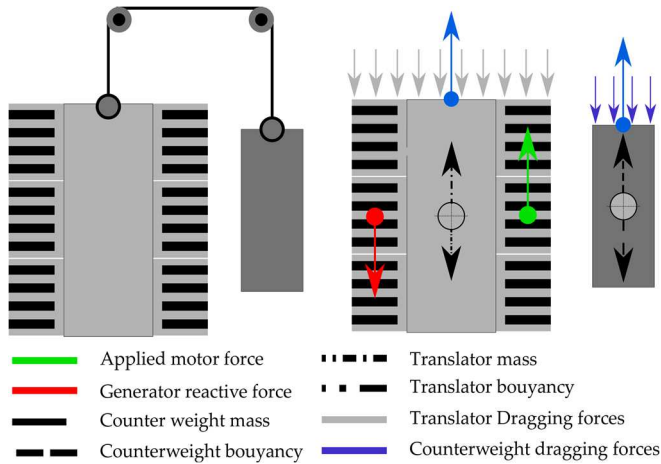 Applied motor force
Generator reactive force
Counter weight mass
Counterweight bouyancy
Translator mass
Translator bouyancy
Translator Dragging forces
Counterweight dragging forces